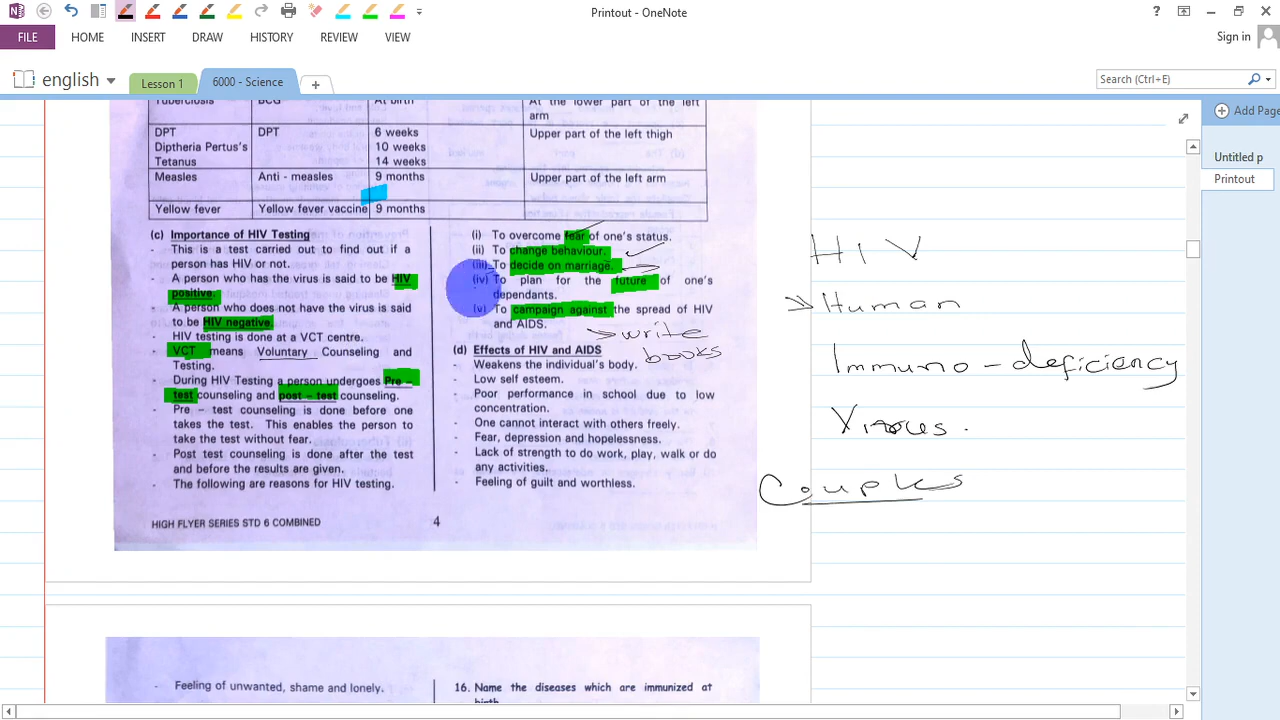 Printout - OneNote
?
Sign in
FILE HOME INSERT DRAW HISTORY REVIEW VIEW
english
Lesson 1
6000 - Science
Search (Ctrl+E)
Add Page
Untitled p
Printout
Tuberclosis BCG At birth At the lower part of the left arm
DPT DPT 6 weeks Upper part of the left thigh
Diptheria Pertus's 10 weeks
Tetanus 14 weeks
Measles Anti - measles 9 months Upper part of the left arm
Yellow fever Yellow fever vaccine 9 months
(c) Importance of HIV Testing
- This is a test carried out to find out if a
person has HIV or not.
- A person who has the virus is said to be HIV
positive.
- A person who does not have the virus is said
to be HIV negative.
- HIV testing is done at a VCT centre.
- VCT means Voluntary Counseling and
Testing.
- During HIV Testing a person undergoes Pre –
test counseling and post – test counseling.
- Pre – test counseling is done before one
takes the test. This enables the person to
take the test without fear.
- Post test counseling is done after the test
and before the results are given.
- The following are reasons for HIV testing.
(i) To overcome fear of one's status.
(ii) To change behaviour.
(iii) To decide on marriage.
(iv) To plan for the future of one's
dependants.
(v) To campaign against the spread of HIV
and AIDS.
write
books
(d) Effects of HIV and AIDS
- Weakens the individual's body.
- Low self esteem.
- Poor performance in school due to low
concentration.
- One cannot interact with others freely.
- Fear, depression and hopelessness.
- Lack of strength to do work, play, walk or do
any activities.
- Feeling of guilt and worthless.
HIGH FLYER SERIES STD 6 COMBINED
4
HIV
Human
Immuno - deficiency
Couples
- Feeling of unwanted, shame and lonely.
16. Name the diseases which are immunized at
birth